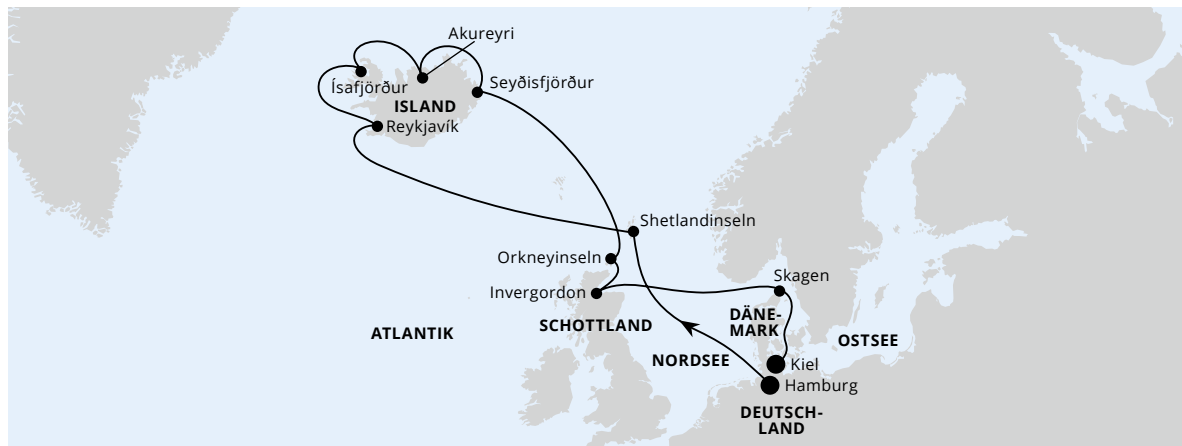 Akureyri
Ísafjörður
Seyðisfjörður
ISLAND
Reykjavík
Shetlandinseln
Orkneyinseln
Skagen
Invergordon
DÄNE-
MARK
SCHOTTLAND
ATLANTIK
OSTSEE
NORDSEE
Kiel
Hamburg
DEUTSCH-
LAND